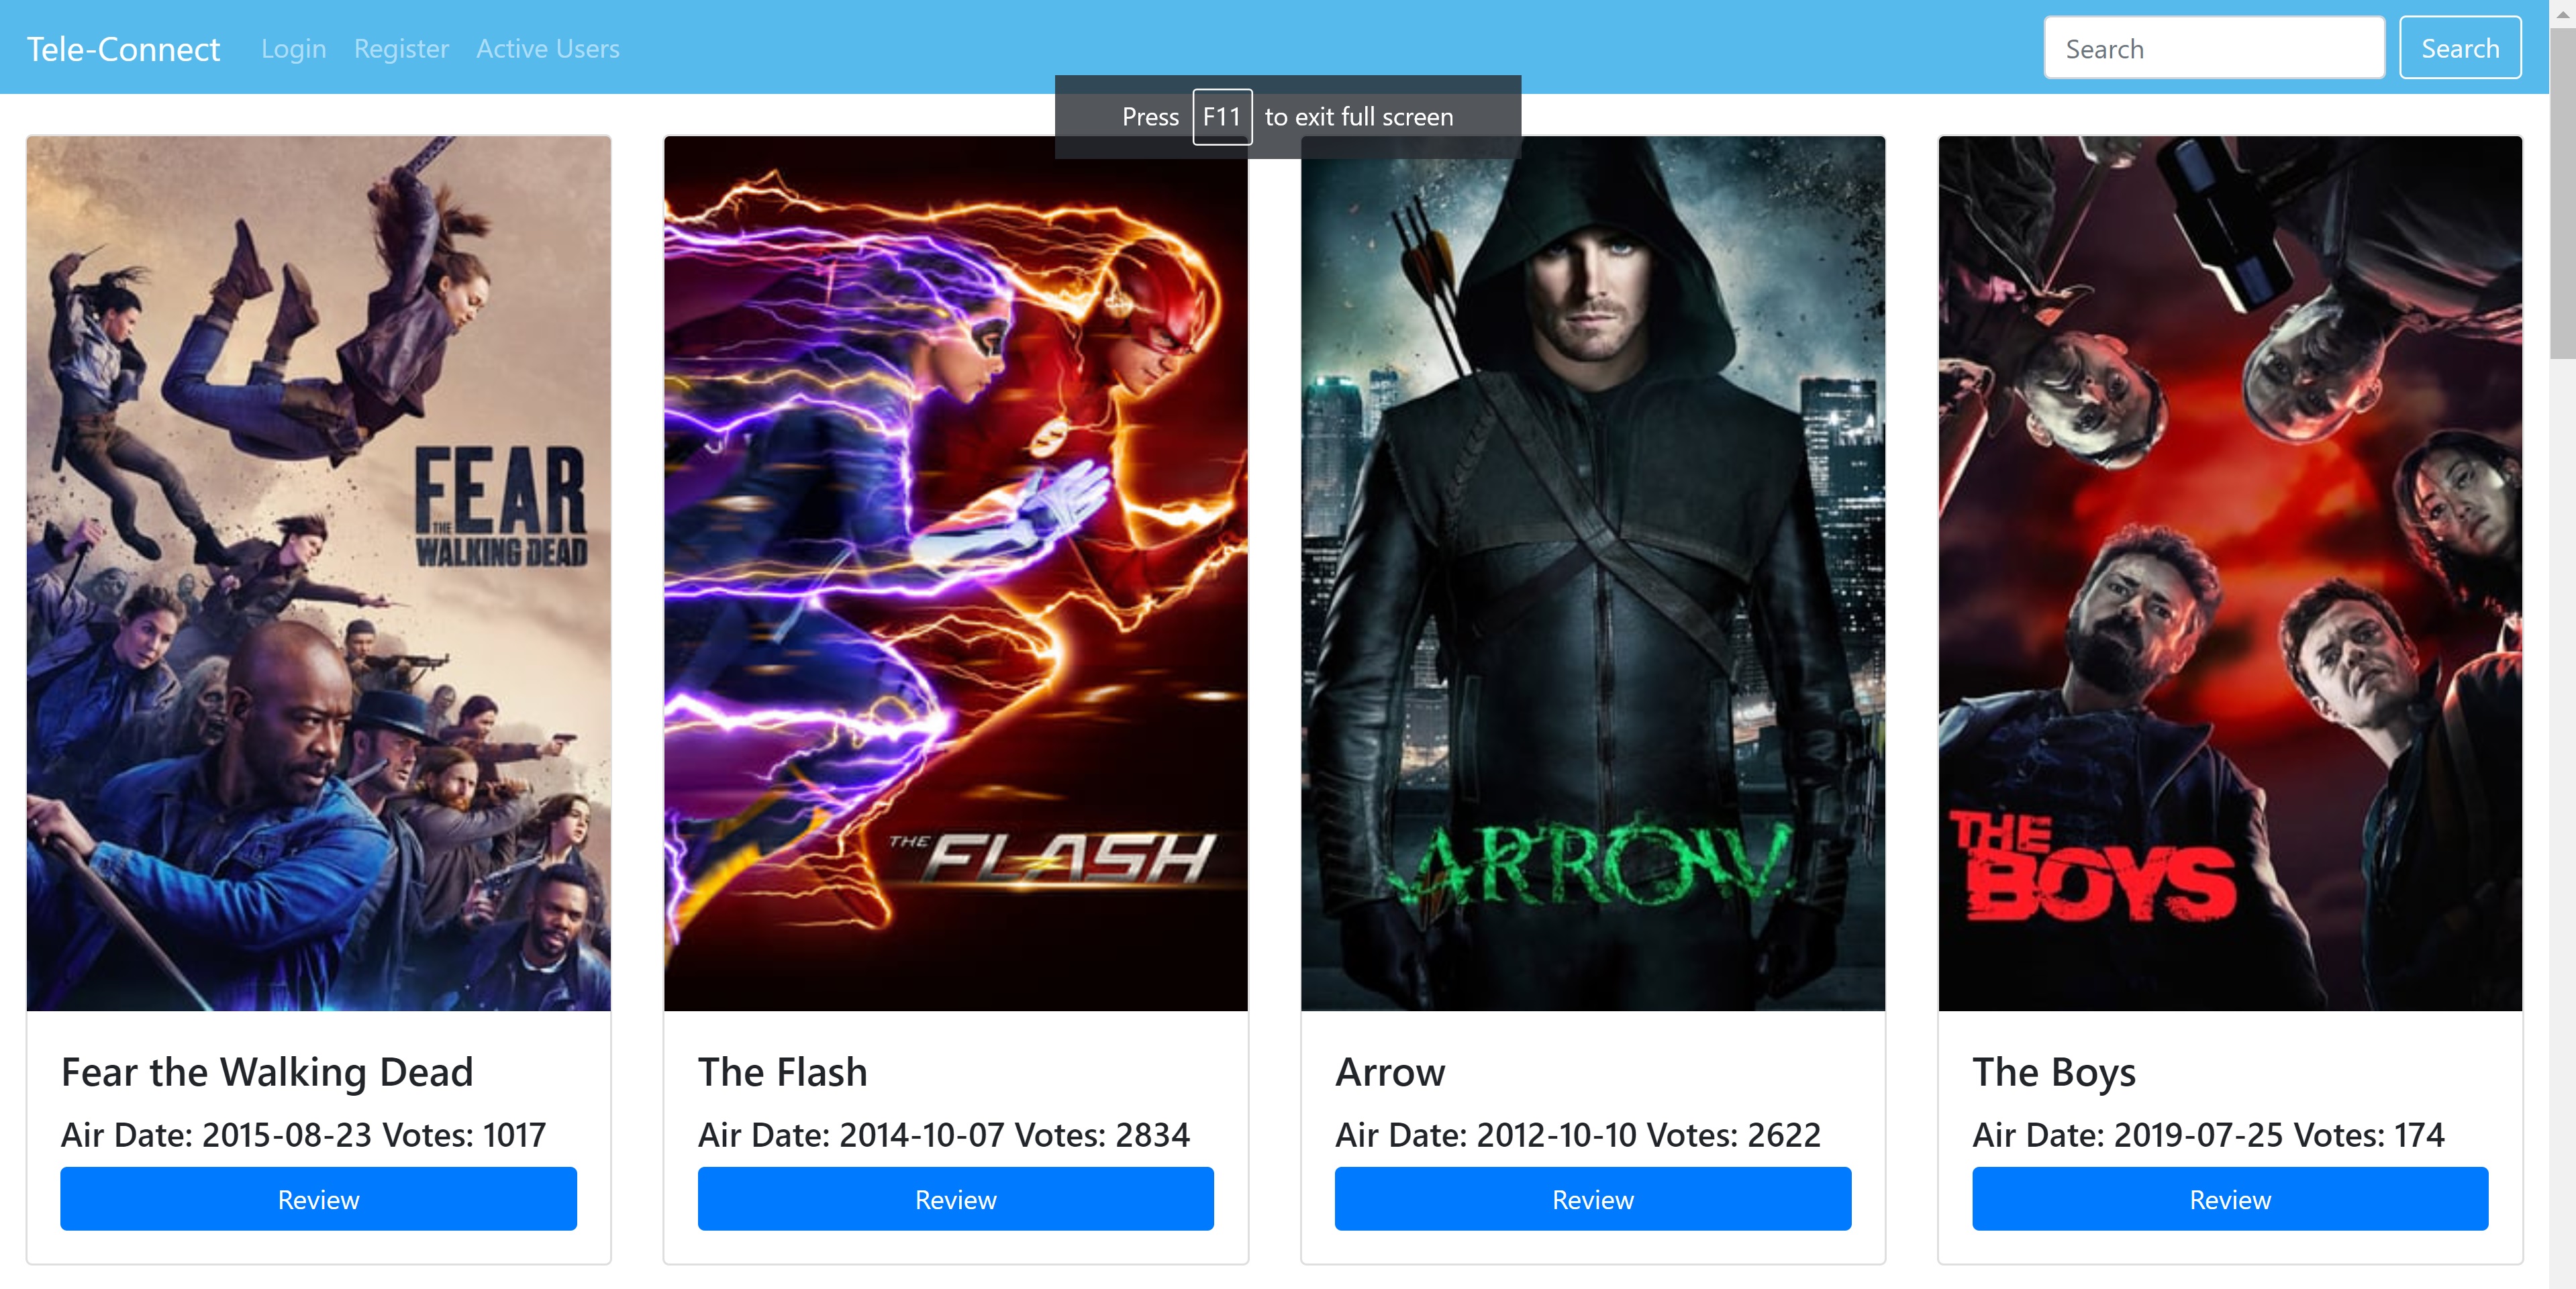 Tele-Connect Login Register Active Users Search Search
Press F11 to exit full screen
FEAR
THE
WALKING DEAD
THE FLASH
ARROW
THE
BOYS
Fear the Walking Dead
Air Date: 2015-08-23 Votes: 1017
Review
The Flash
Air Date: 2014-10-07 Votes: 2834
Review
Arrow
Air Date: 2012-10-10 Votes: 2622
Review
The Boys
Air Date: 2019-07-25 Votes: 174
Review